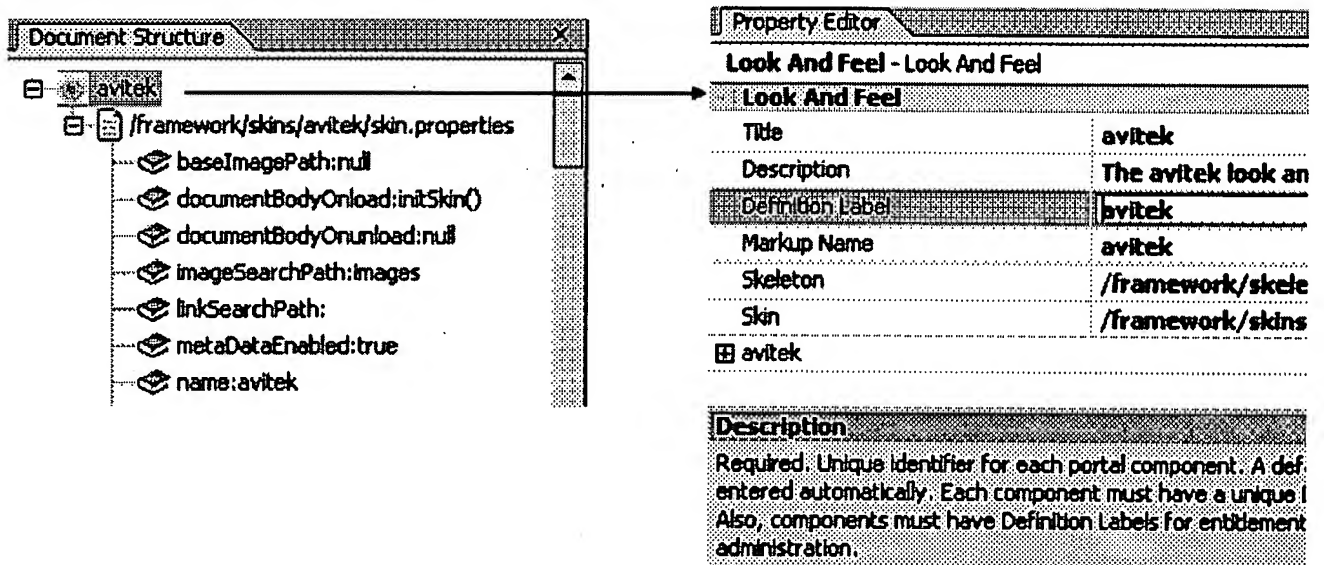 Document Structure
avitek
/framework/skins/avitek/skin.properties
baseImagePath:null
documentBodyOnload:initSkin()
documentBodyOnunload:null
imageSearchPath:images
linkSearchPath:
metaDataEnabled:true
name:avitek
Property Editor
Look And Feel - Look And Feel
Look And Feel
Title avitek
Description The avitek look an
Definition Label avitek
Markup Name avitek
Skeleton /framework/skele
Skin /framework/skins
avitek
Description
Required. Unique identifier for each portal component. A def
entered automatically. Each component must have a unique l
Also, components must have Definition Labels for entitlement
administration.